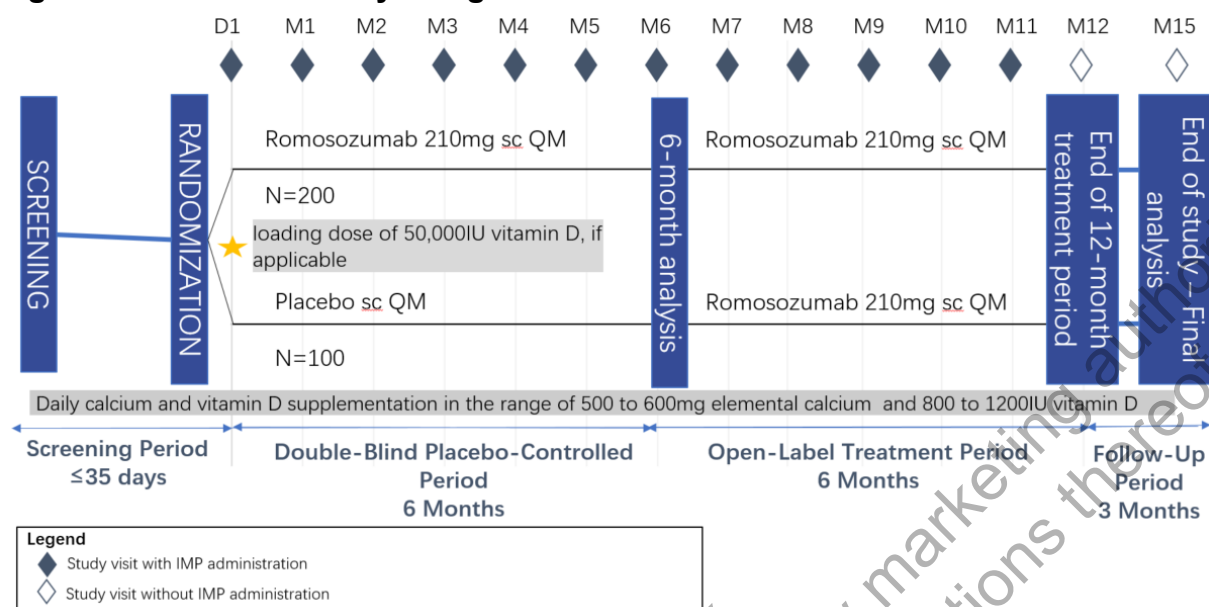 D1 M1 M2 M3 M4 M5 M6 M7 M8 M9 M10 M11 M12 M15
SCREENING
RANDOMIZATION
Romosozumab 210mg sc QM
N=200
loading dose of 50,000IU vitamin D, if
applicable
Placebo sc QM
N=100
6-month analysis
Romosozumab 210mg sc QM
Romosozumab 210mg sc QM
End of 12-month
treatment period
End of study – Final
analysis
Daily calcium and vitamin D supplementation in the range of 500 to 600mg elemental calcium and 800 to 1200IU vitamin D
Screening Period
≤35 days
Double-Blind Placebo-Controlled
Period
6 Months
Open-Label Treatment Period
6 Months
Follow-Up
Period
3 Months
Legend
Study visit with IMP administration
Study visit without IMP administration
marketing
thereof